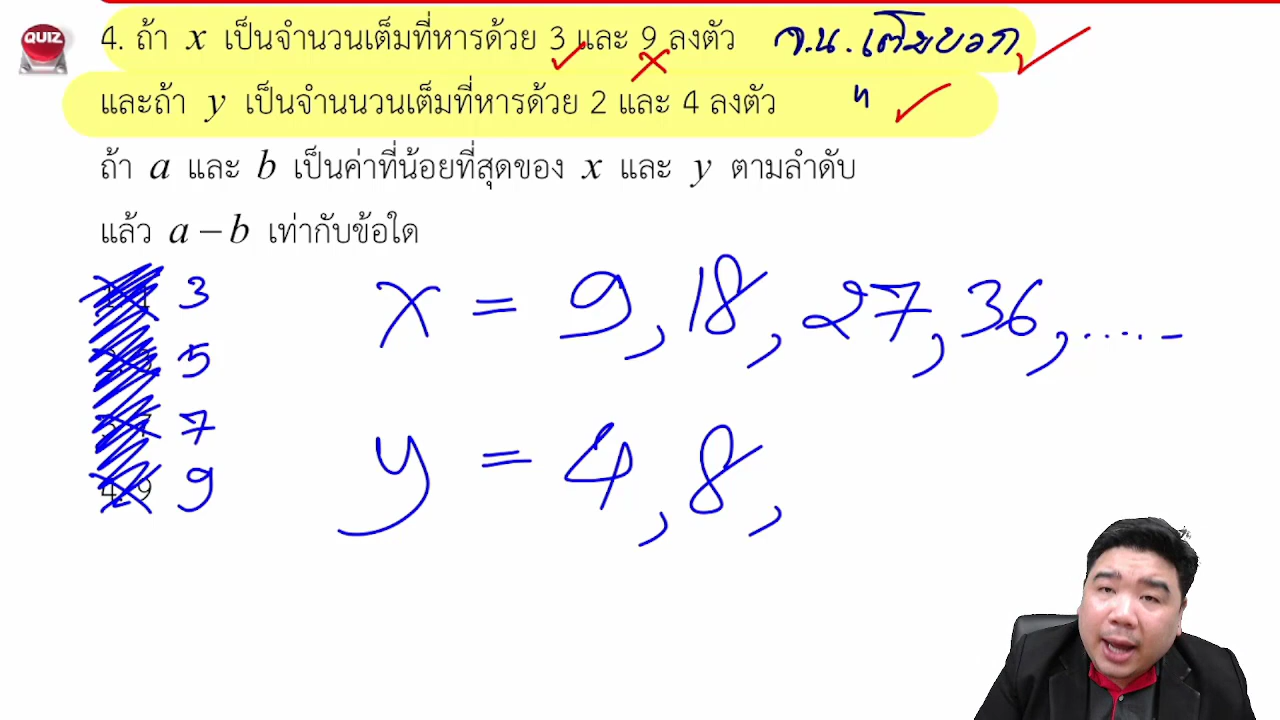 QUIZ
4. ถ้า x เป็นจำนวนเต็มที่หารด้วย 3 และ 9 ลงตัว จ.น.เต็มบวก
และถ้า y เป็นจำนนวนเต็มที่หารด้วย 2 และ 4 ลงตัว "
ถ้า a และ b เป็นค่าที่น้อยที่สุดของ x และ y ตามลำดับ
แล้ว a − b เท่ากับข้อใด
3
5
7
4. 9 9
x = 9, 18, 27, 36, .....
y = 4, 8,